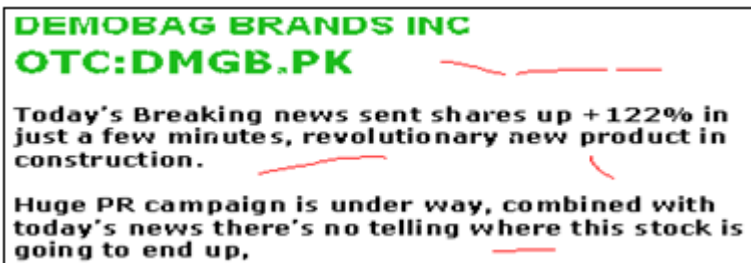 DEMOBAG BRANDS INC
OTC:DMGB.PK
Today's Breaking news sent shares up +122% in
just a few minutes, revolutionary new product in
construction.
Huge PR campaign is under way, combined with
today's news there's no telling where this stock is
going to end up,